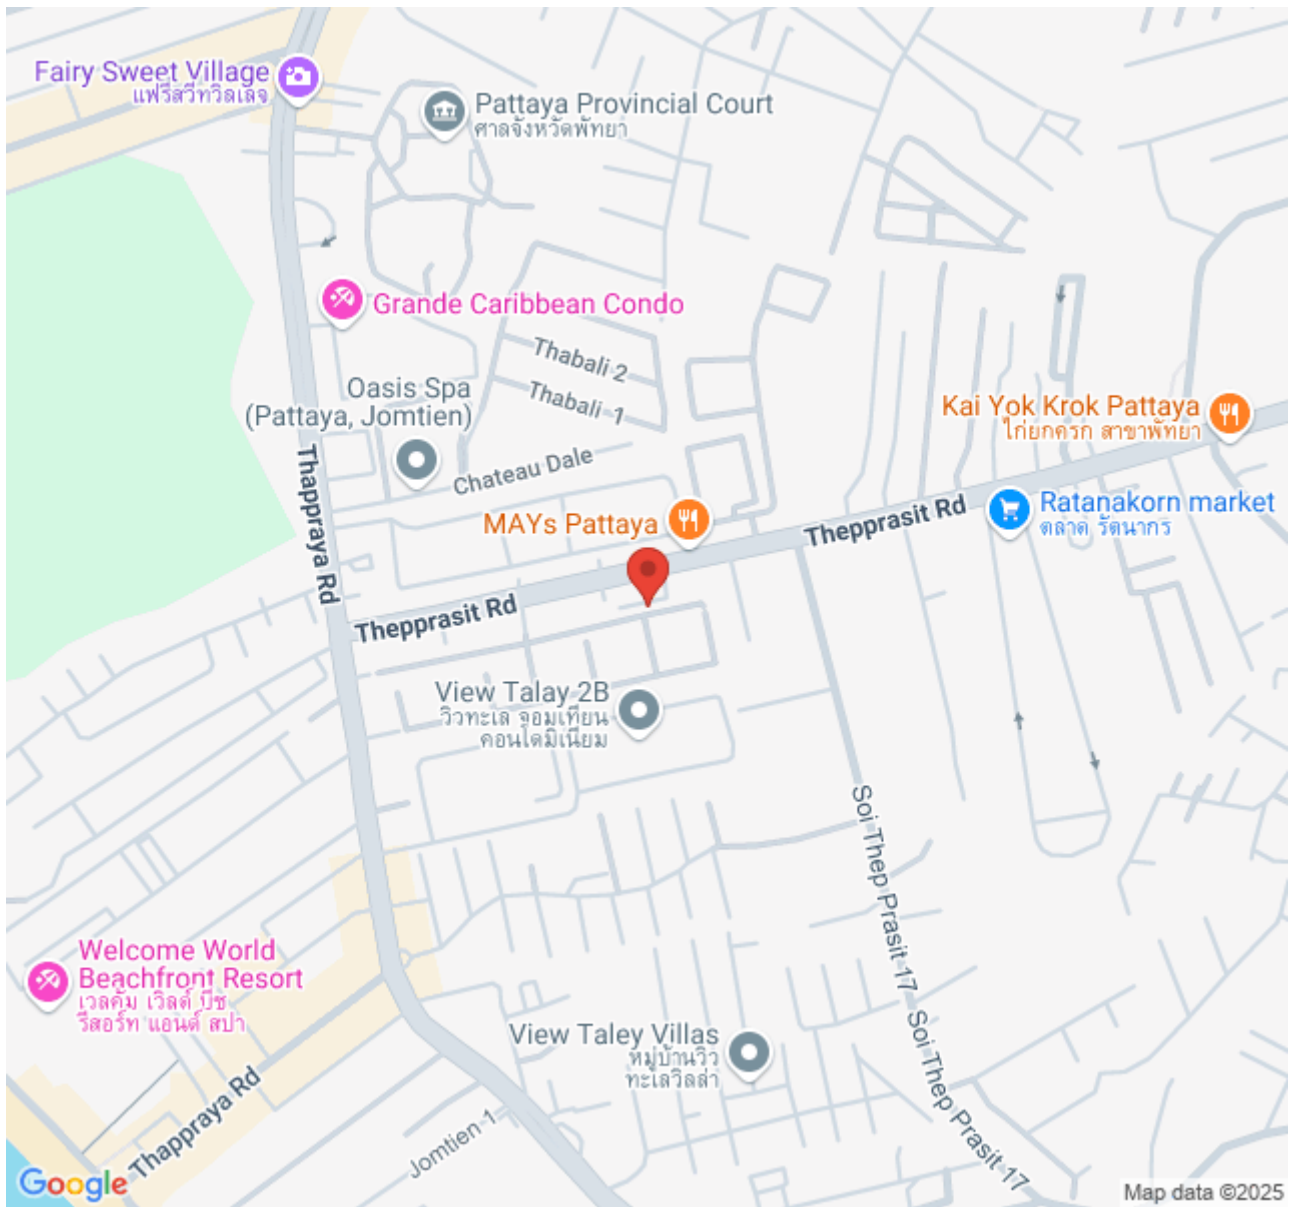 Fairy Sweet Village
แฟรีสวีทวิลเลจ
Pattaya Provincial Court
ศาลจังหวัดพัทยา
Grande Caribbean Condo
Thabali 2
Thabali 1
Oasis Spa
(Pattaya, Jomtien)
Chateau Dale
Kai Yok Krok Pattaya
ไก่ยกครก สาขาพัทยา
Thappraya Rd
MAYs Pattaya
Thepprasit Rd
Ratanakorn market
ตลาด รัตนากร
Thepprasit Rd
View Talay 2B
วิวทะเล จอมเทียน
คอนโดมิเนียม
Soi Thep Prasit 17
Welcome World
Beachfront Resort
เวลคัม เวิลด์ บีช
รีสอร์ท แอนด์ สปา
View Taley Villas
หมู่บ้านวิว
ทะเลวิลล่า
Soi Thep Prasit 17
Thappraya Rd
Jomtien 1
Google
Map data ©2025